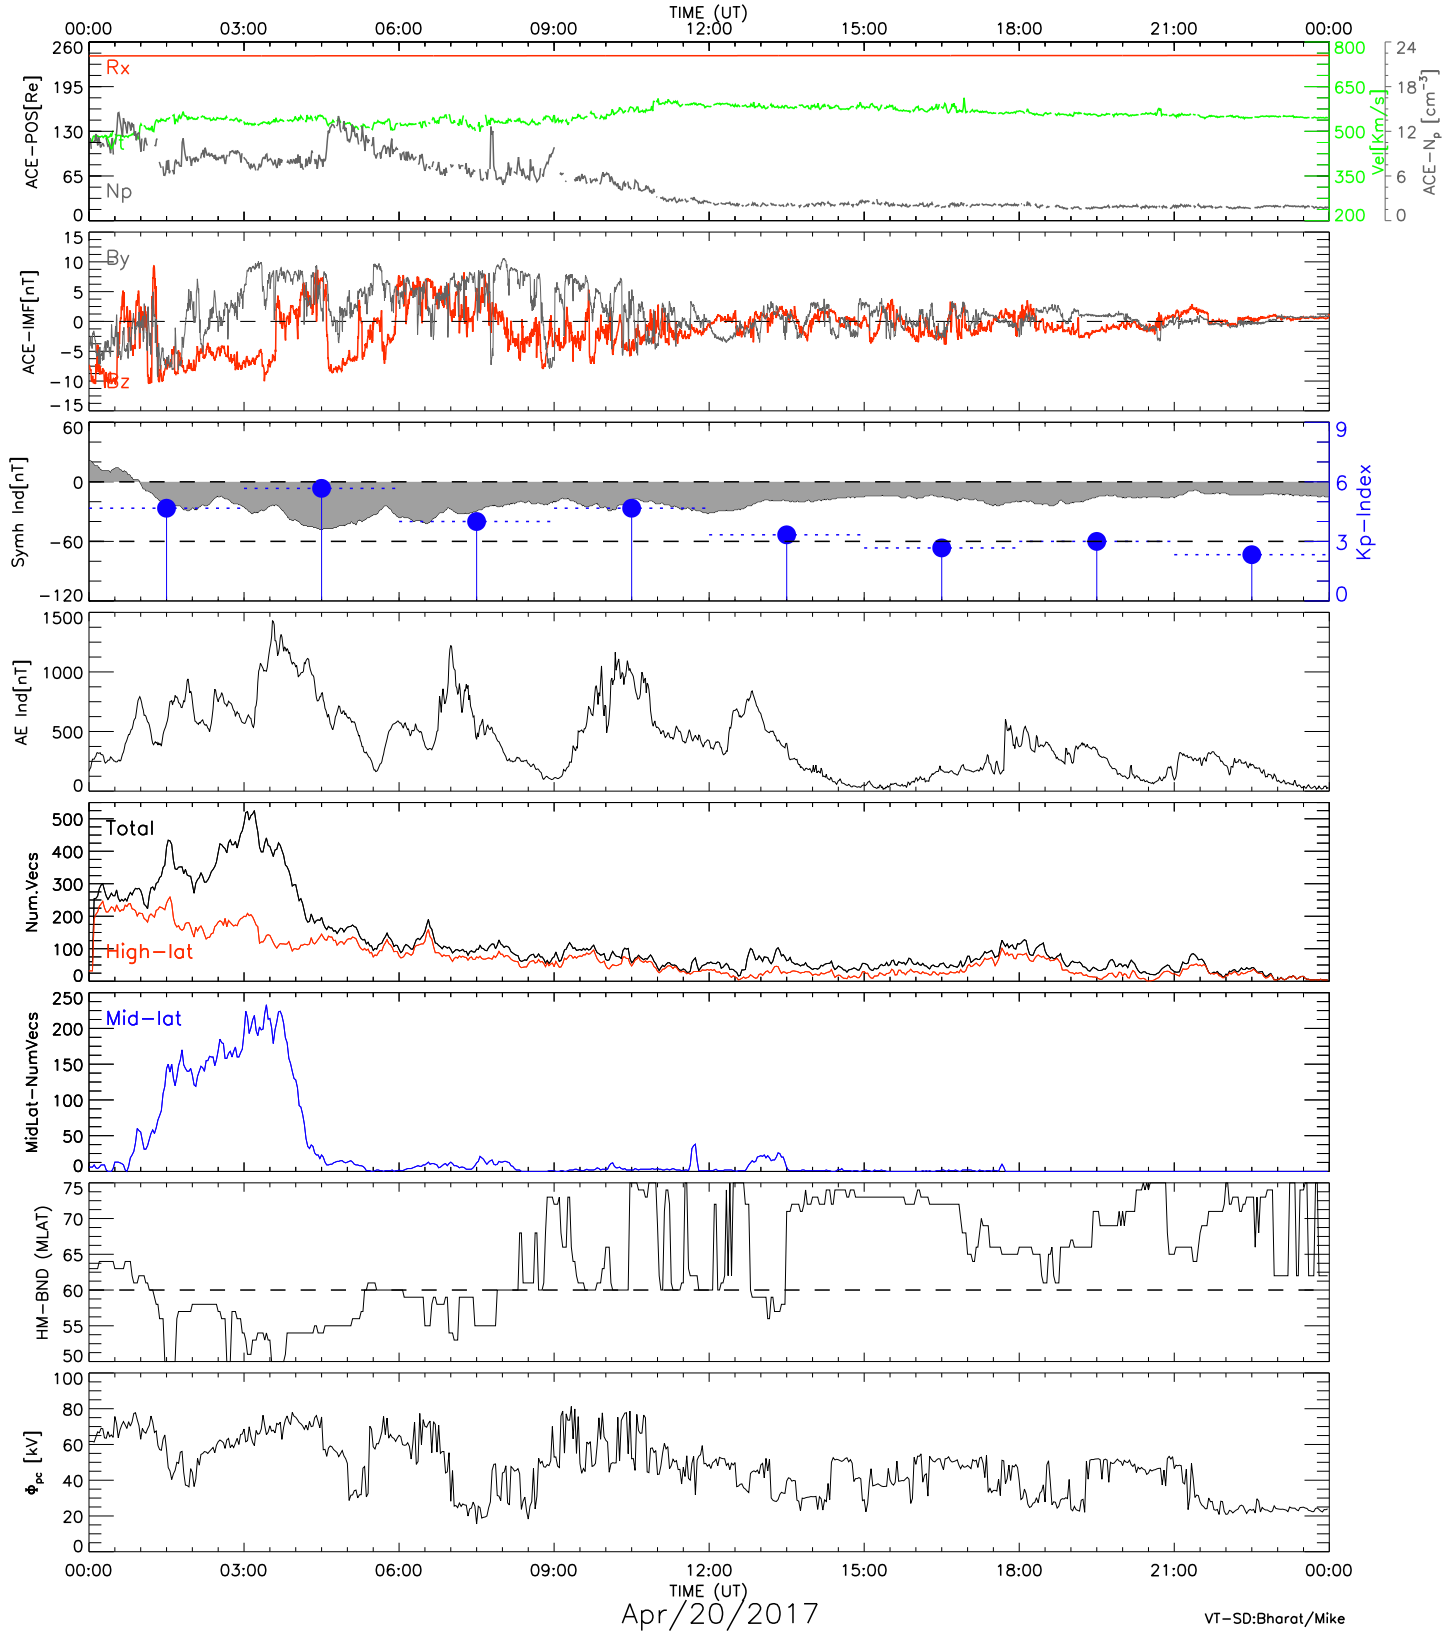 TIME (UT)
00:00 03:00 06:00 09:00 12:00 15:00 18:00 21:00 00:00
ACE-POS[Re]
260
195
130
65
0
Rx
Vt
Np
800
650
500
350
200
Vel[Km/s]
24
18
12
6
0
ACE-Np [cm-3]
ACE-IMF[nT]
15
10
5
0
-5
-10
-15
By
Bz
Symh Ind[nT]
60
0
-60
-120
9
6
3
0
Kp-Index
AE Ind[nT]
1500
1000
500
0
Num.Vecs
500
400
300
200
100
0
Total
High-lat
MidLat-NumVecs
250
200
150
100
50
0
Mid-lat
HM-BND (MLAT)
75
70
65
60
55
50
Φpc [kV]
100
80
60
40
20
0
00:00 03:00 06:00 09:00 12:00 15:00 18:00 21:00 00:00
TIME (UT)
Apr/20/2017
VT-SD:Bharat/Mike